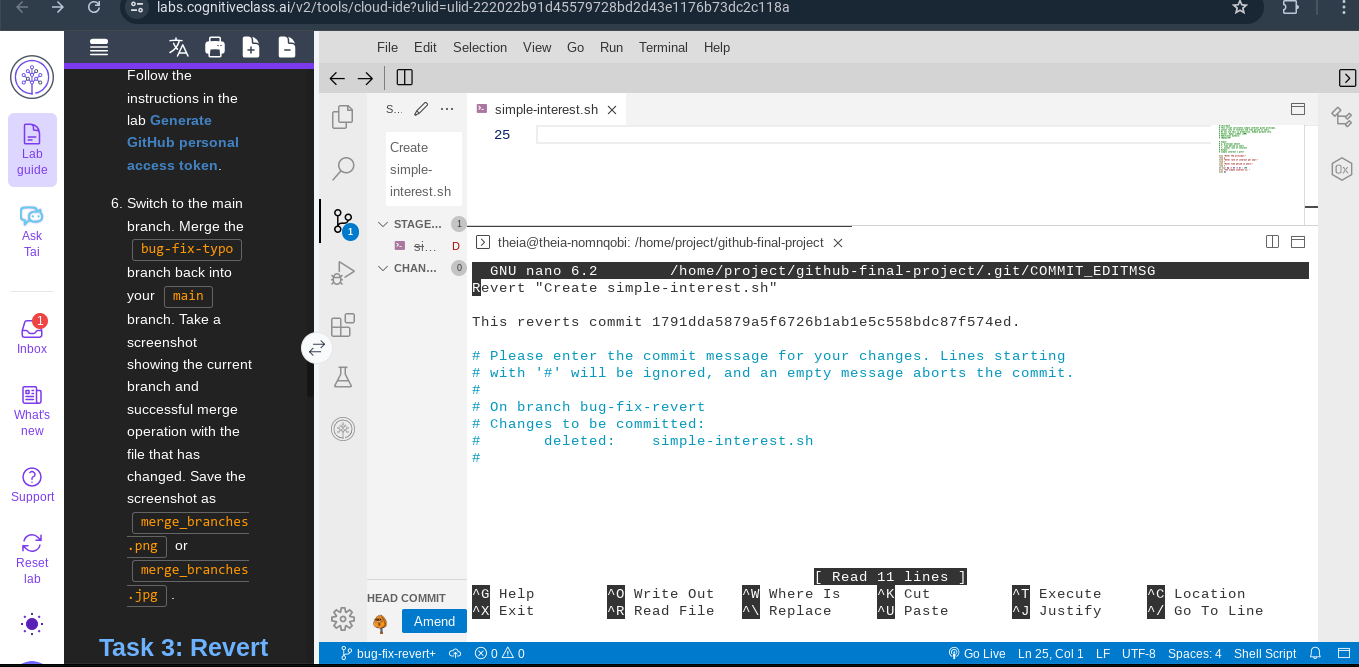 labs.cognitiveclass.ai/v2/tools/cloud-ide?ulid=ulid-222022b91d45579728bd2d43e1176b73dc2c118a
Lab
guide
Ask
Tai
1
Inbox
What's
new
Support
Reset
lab
Follow the
instructions in the
lab Generate
GitHub personal
access token.
6. Switch to the main
branch. Merge the
bug-fix-typo
branch back into
your main
branch. Take a
screenshot
showing the current
branch and
successful merge
operation with the
file that has
changed. Save the
screenshot as
merge_branches
.png or
merge_branches
.jpg .
Task 3: Revert
File Edit Selection View Go Run Terminal Help
1
S...
Create
simple-
interest.sh
STAGE... 1
si... D
CHAN... 0
HEAD COMMIT
Amend
simple-interest.sh
25
theia@theia-nomnqobi: /home/project/github-final-project
GNU nano 6.2 /home/project/github-final-project/.git/COMMIT_EDITMSG
Revert "Create simple-interest.sh"
This reverts commit 1791dda5879a5f6726b1ab1e5c558bdc87f574ed.
# Please enter the commit message for your changes. Lines starting
# with '#' will be ignored, and an empty message aborts the commit.
#
# On branch bug-fix-revert
# Changes to be committed:
# deleted: simple-interest.sh
#
[ Read 11 lines ]
^G Help ^O Write Out ^W Where Is ^K Cut ^T Execute ^C Location
^X Exit ^R Read File ^\ Replace ^U Paste ^J Justify ^/ Go To Line
0x
bug-fix-revert+ 0 0 Go Live Ln 25, Col 1 LF UTF-8 Spaces: 4 Shell Script